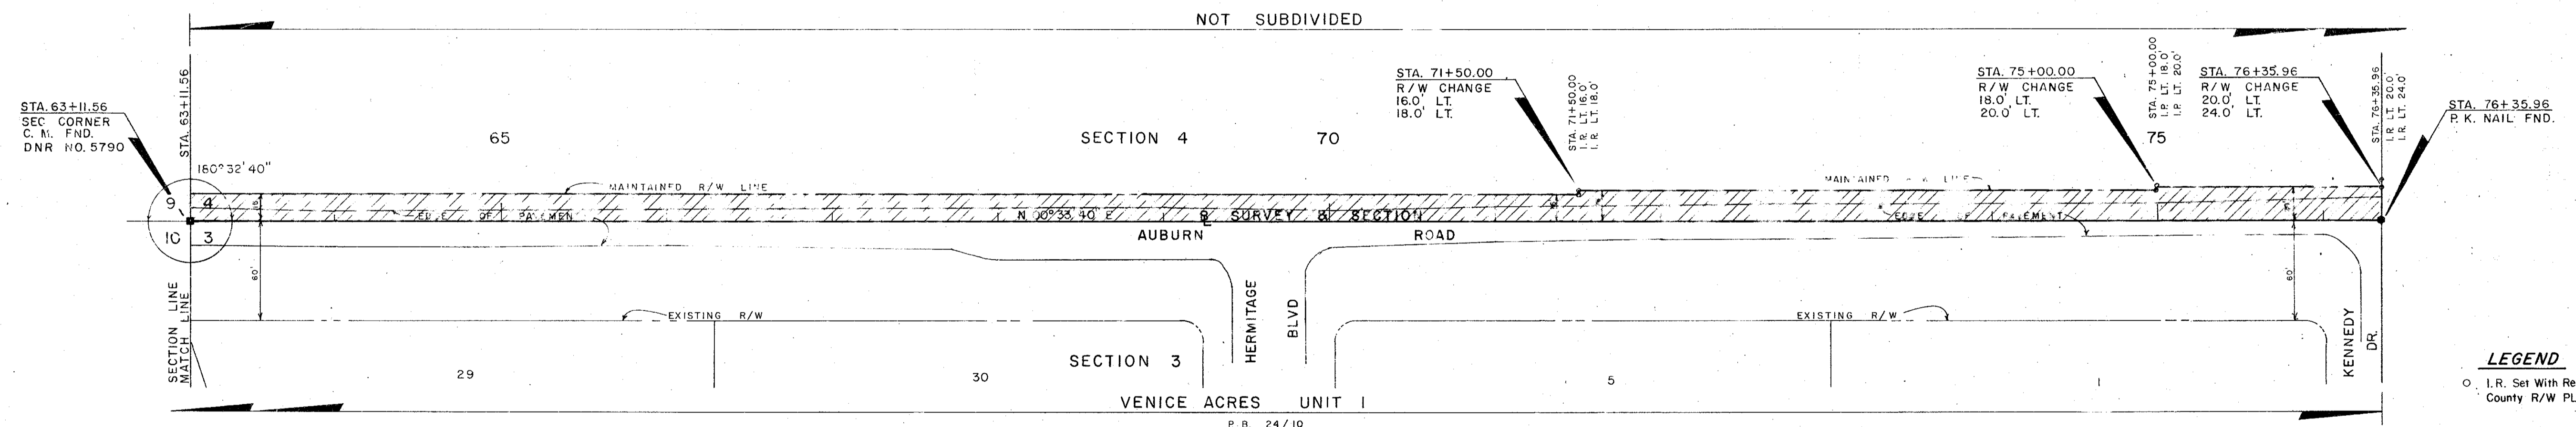 NOT SUBDIVIDED
STA. 63+11.56
SEC CORNER
C. M. FND.
DNR NO. 5790
STA. 63+11.56
180° 32' 40"
65
SECTION 4
70
STA. 71+50.00
R/W CHANGE
16.0' LT.
18.0' LT.
STA. 71+50.00
I.R. LT. 16.0'
I.R. LT. 18.0'
STA. 75+00.00
R/W CHANGE
18.0' LT.
20.0' LT.
STA. 75+00.00
I.R. LT. 18.0'
I.R. LT. 20.0'
75
STA. 76+35.96
R/W CHANGE
20.0' LT.
24.0' LT.
STA. 76+35.96
I.R. LT. 20.0'
I.R. LT. 24.0'
STA. 76+35.96
P. K. NAIL FND.
MAINTAINED R/W LINE
MAINTAINED
9 4
10 3
EDGE OF
SURVEY & SECTION
EDGE
AUBURN ROAD
60'
60'
SECTION LINE
MATCH LINE
EXISTING R/W
EXISTING R/W
HERMITAGE
BLVD
KENNEDY
DR.
SECTION 3
29
30
5
1
VENICE ACRES UNIT 1
P.B. 24/10
LEGEND
I.R. Set With
County R/W